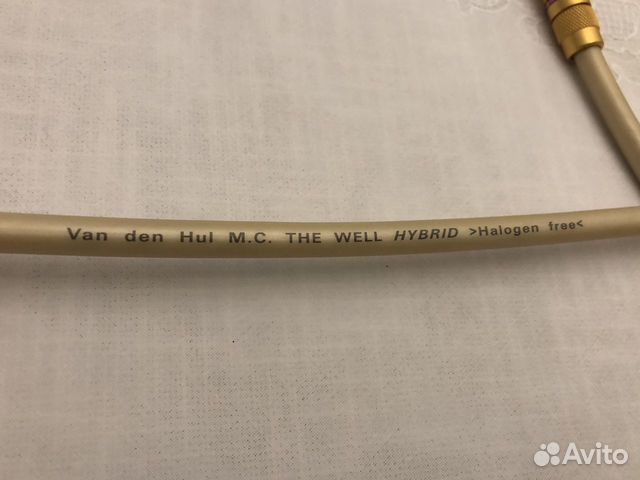 Van den Hul M.C. THE WELL HYBRID >Halogen free<
Avito